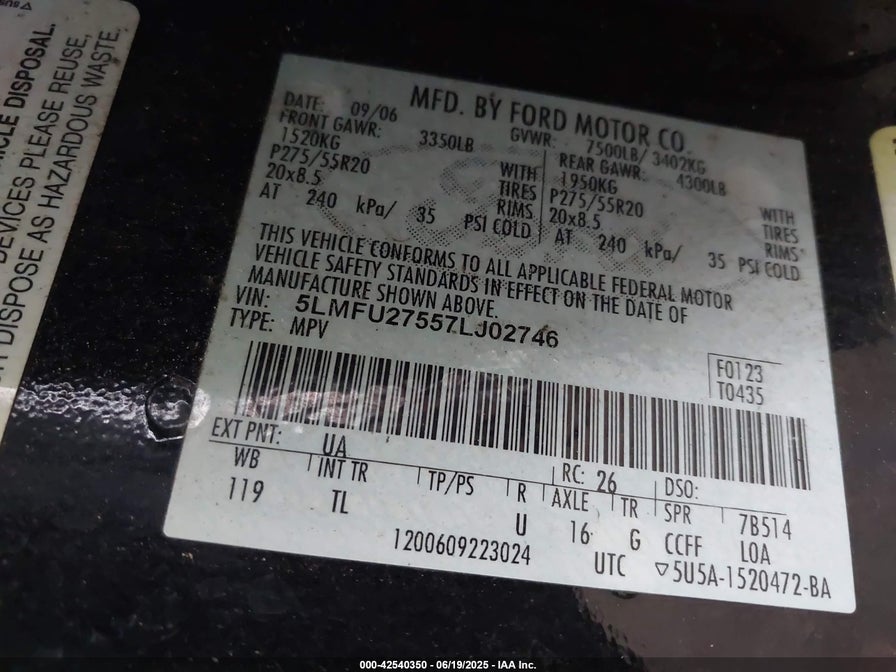 VEHICLE DISPOSAL.
DEVICES PLEASE REUSE,
DISPOSE AS HAZARDOUS WASTE.
MFD. BY FORD MOTOR CO.
DATE: 09/06 GVWR: 7500LB/ 3402KG
FRONT GAWR: 3350LB REAR GAWR: 4300LB
1520KG WITH 1950KG WITH
P275/55R20 TIRES P275/55R20 TIRES
20x8.5 RIMS 20x8.5 RIMS
AT 240 kPa/ 35 PSI COLD AT 240 kPa/ 35 PSI COLD
THIS VEHICLE CONFORMS TO ALL APPLICABLE FEDERAL MOTOR
VEHICLE SAFETY STANDARDS IN EFFECT ON THE DATE OF
MANUFACTURE SHOWN ABOVE.
VIN: 5LMFU27557LJ02746
TYPE: MPV
F0123
T0435
EXT PNT: UA RC: 26 DSO:
WB INT TR TP/PS R AXLE TR SPR 7B514
119 TL U 16 G CCFF LOA
1200609223024 UTC ▽5U5A-1520472-BA
000-42540350 - 06/19/2025 - IAA Inc.